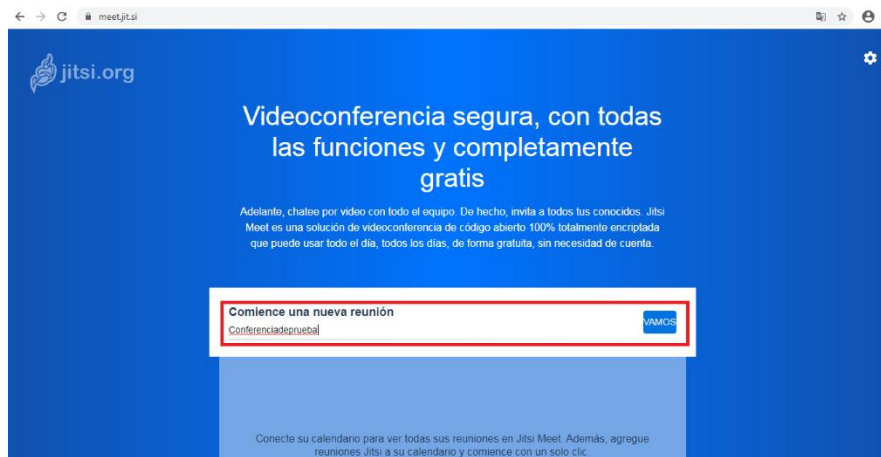 meet.jit.si
jitsi.org
Videoconferencia segura, con todas
las funciones y completamente
gratis
Adelante, chatee por video con todo el equipo. De hecho, invita a todos tus conocidos. Jitsi
Meet es una solución de videoconferencia de código abierto 100% totalmente encriptada
que puede usar todo el día, todos los días, de forma gratuita, sin necesidad de cuenta.
Comience una nueva reunión
Conferenciadeprueba
VAMOS
Conecte su calendario para ver todas sus reuniones en Jitsi Meet. Además, agregue
reuniones Jitsi a su calendario y comience con un solo clic.